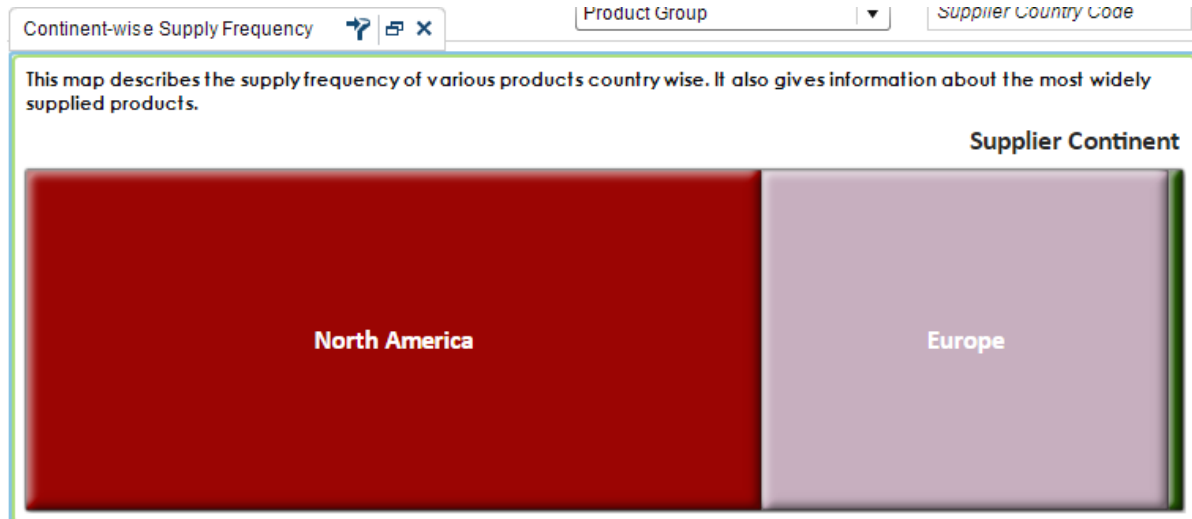 Product Group
Supplier Country Code
Continent-wise Supply Frequency
This map describes the supply frequency of various products country wise. It also gives information about the most widely
supplied products.
Supplier Continent
North America
Europe